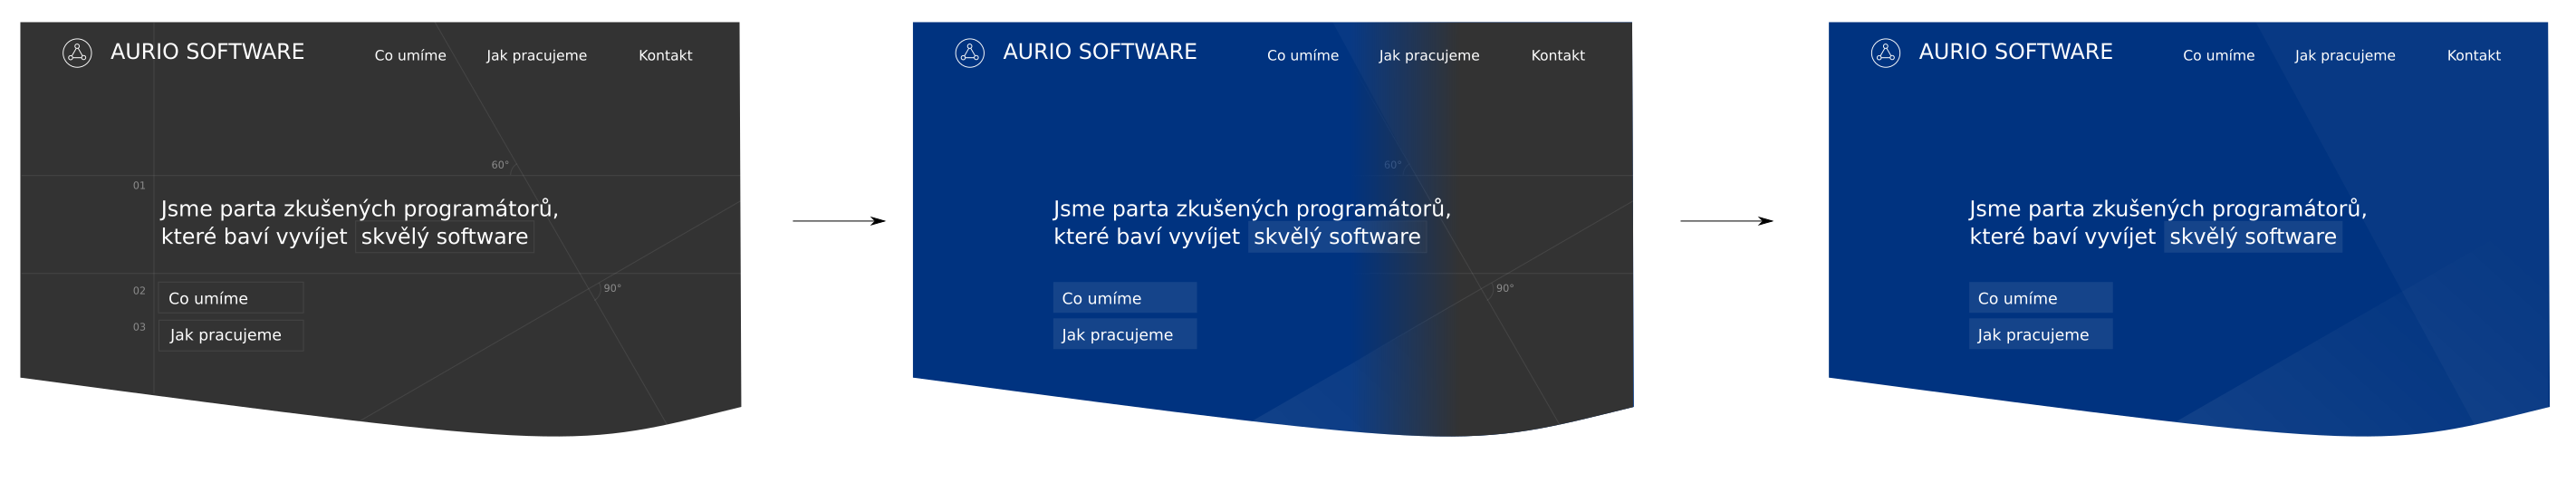 AURIO SOFTWARE
Co umíme Jak pracujeme Kontakt
60°
01
Jsme parta zkušených programátorů,
které baví vyvíjet skvělý software
02 Co umíme
90°
03 Jak pracujeme
AURIO SOFTWARE
Co umíme Jak pracujeme Kontakt
60°
Jsme parta zkušených programátorů,
které baví vyvíjet skvělý software
Co umíme
90°
Jak pracujeme
AURIO SOFTWARE
Co umíme Jak pracujeme Kontakt
Jsme parta zkušených programátorů,
které baví vyvíjet skvělý software
Co umíme
Jak pracujeme